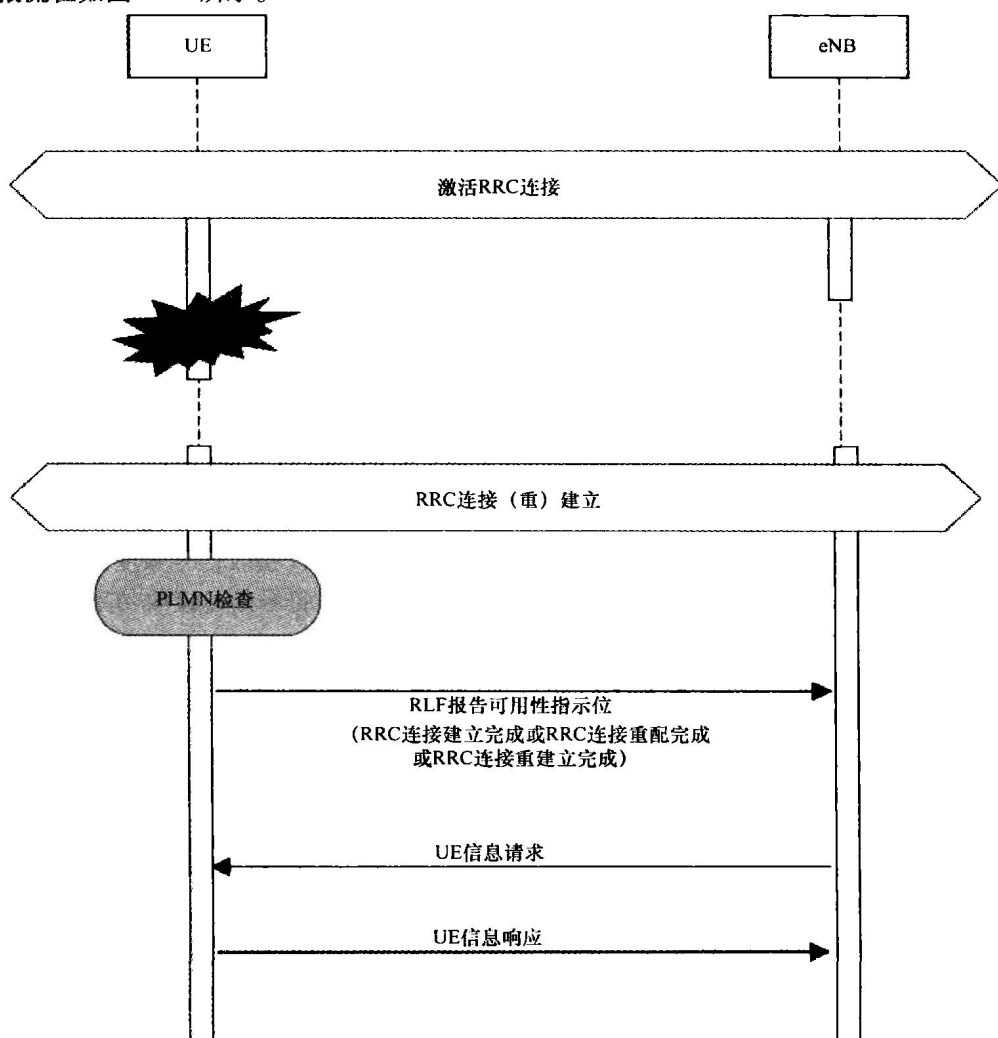 UE
eNB
激活RRC连接
RRC连接（重）建立
PLMN检查
RLF报告可用性指示位
（RRC连接建立完成或RRC连接重配完成
或RRC连接重建立完成）
UE信息请求
UE信息响应